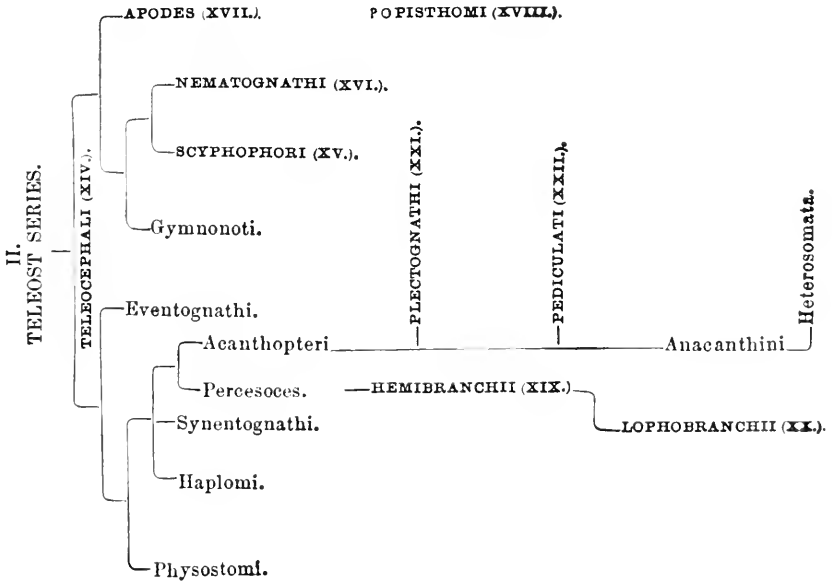 II.
TELEOST SERIES.
TELEOCEPHALI (XIV.).
APODES (XVII.). POPISTHOMI (XVIII.).
NEMATOGNATHI (XVI.).
SCYPHOPHORI (XV.).
Gymnonoti.
Eventognathi.
PLECTOGNATHI (XXI.).
PEDICULATI (XXII.).
Heterosomata.
Acanthopteri Anacanthini
Percesoces. HEMIBRANCHII (XIX.)
LOPHOBRANCHII (XX.).
Synentognathi.
Haplomi.
Physostomi.